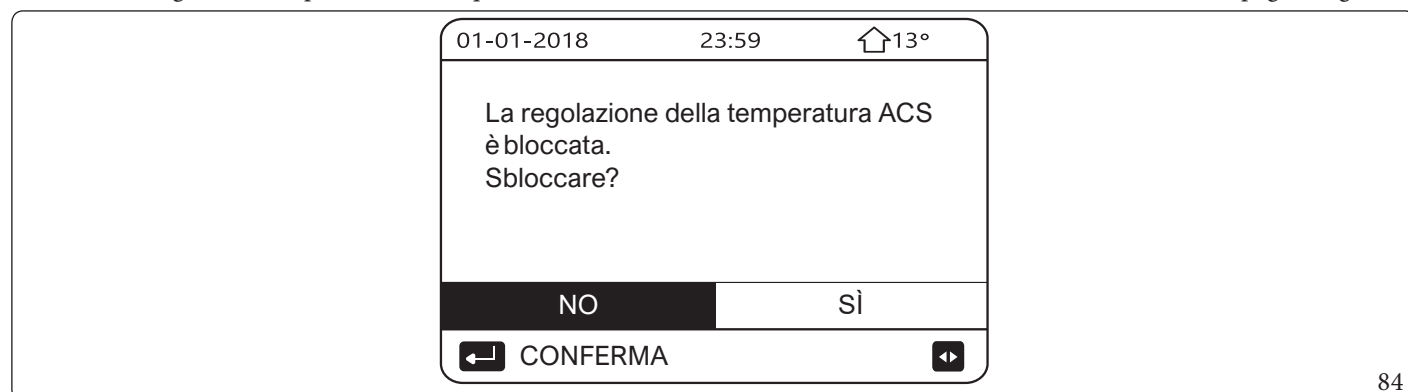 01-01-2018 23:59 13°
La regolazione della temperatura ACS
è bloccata.
Sbloccare?
NO SÌ
CONFERMA
84